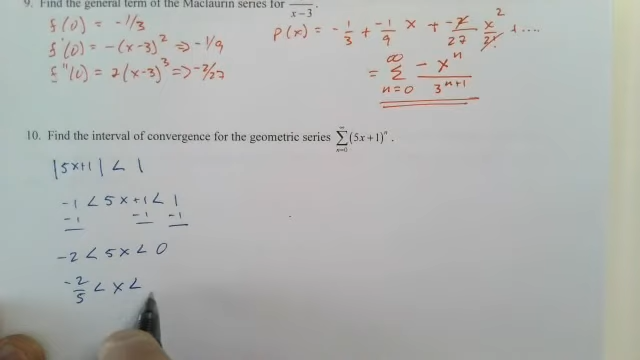 9. Find the general term of the Maclaurin series for
x-3
f(0) = -1/3
f'(0) = -(x-3)^2 => -1/9
f''(0) = 2(x-3)^3 => -2/27
P(x) = -1/3 + -1/9 x + -2/27 x^2/2! + ....
= ∞ Σ n=0 -x^n / 3^{n+1}
10. Find the interval of convergence for the geometric series ∞ Σ n=0 (5x+1)^n .
|5x+1| < 1
-1 < 5x+1 < 1
-1 -1 -1
-2 < 5x < 0
-2/5 < x <